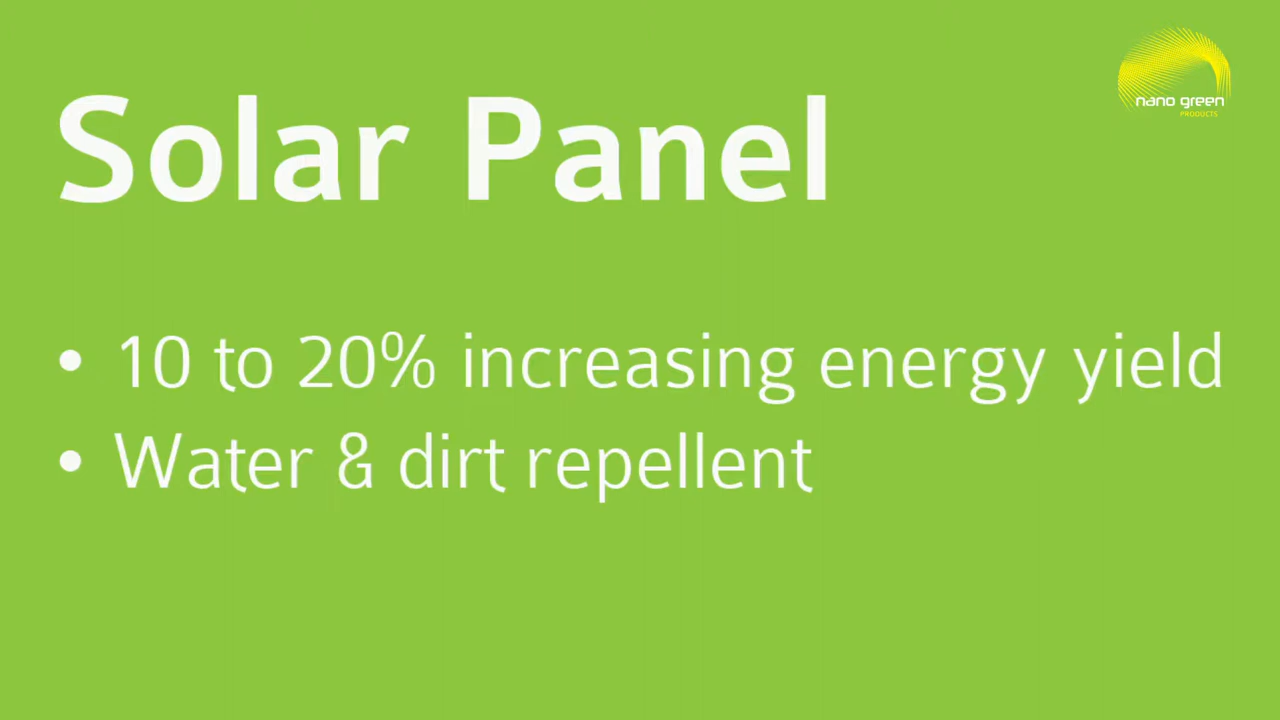 nano green
PRODUCTS
Solar Panel
• 10 to 20% increasing energy yield
• Water & dirt repellent